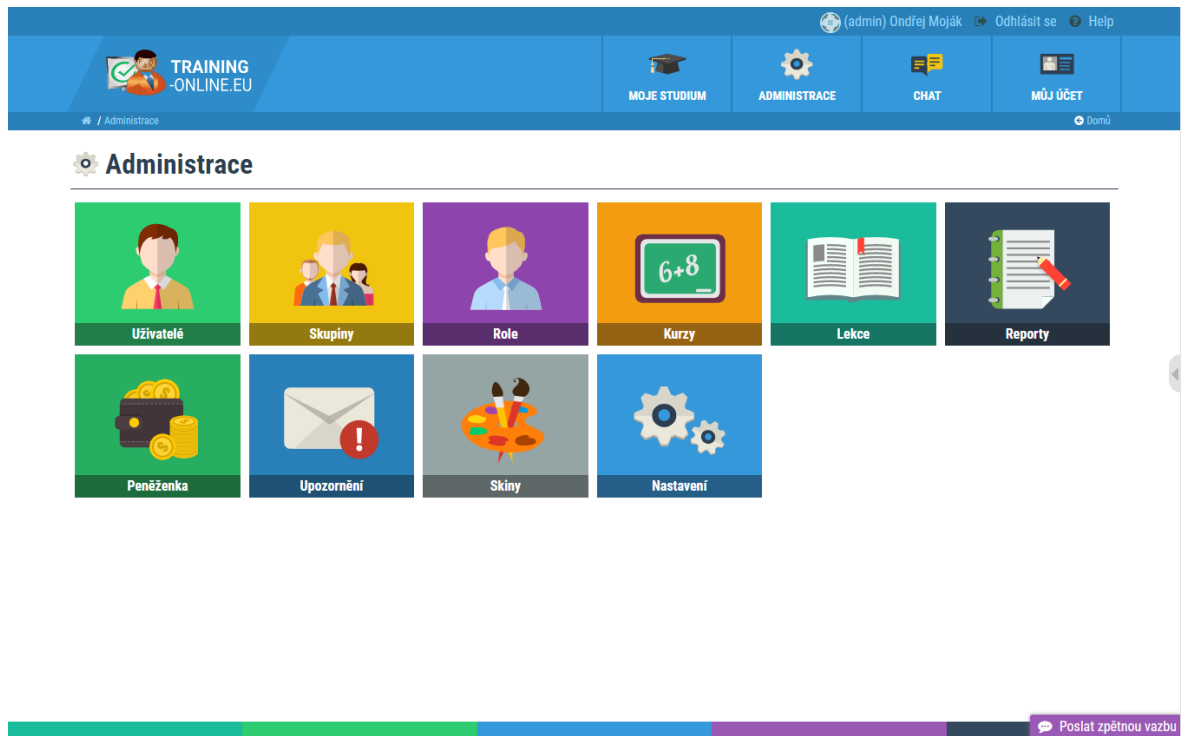 (admin) Ondřej Moják Odhlásit se Help
TRAINING
-ONLINE.EU
MOJE STUDIUM ADMINISTRACE CHAT MŮJ ÚČET
/ Administrace Domů
Administrace
6+8
Uživatelé Skupiny Role Kurzy Lekce Reporty
Peněženka Upozornění Skiny Nastavení
Poslat zpětnou vazbu